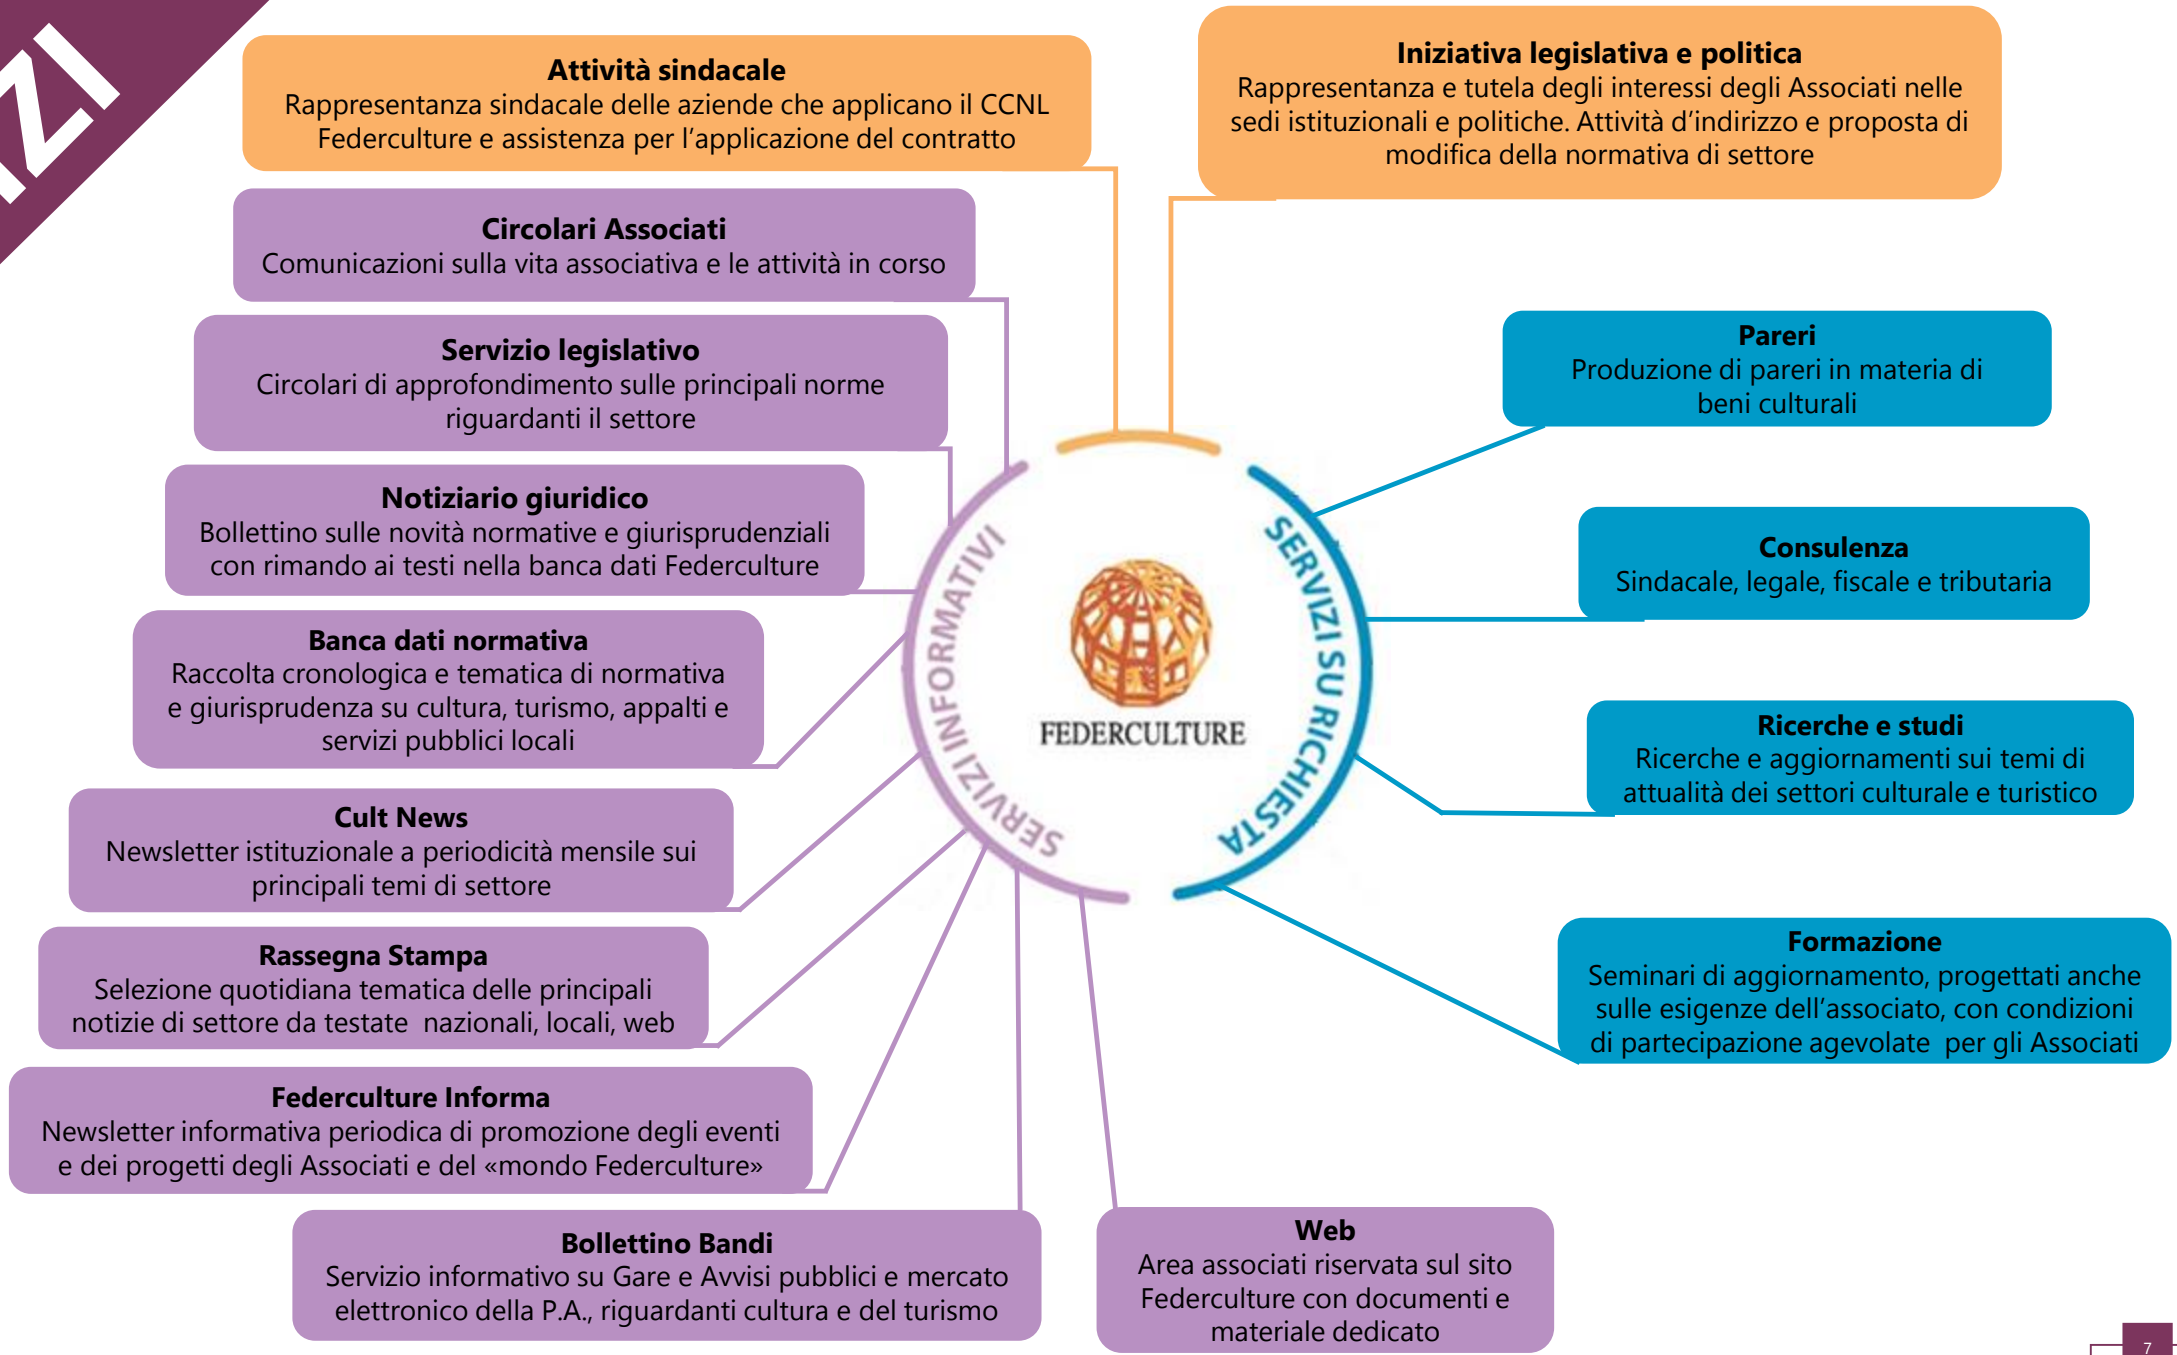 Attività sindacale
Rappresentanza sindacale delle aziende che applicano il CCNL
Federculture e assistenza per l’applicazione del contratto
Iniziativa legislativa e politica
Rappresentanza e tutela degli interessi degli Associati nelle
sedi istituzionali e politiche. Attività d’indirizzo e proposta di
modifica della normativa di settore
Circolari Associati
Comunicazioni sulla vita associativa e le attività in corso
Servizio legislativo
Circolari di approfondimento sulle principali norme
riguardanti il settore
Notiziario giuridico
Bollettino sulle novità normative e giurisprudenziali
con rimando ai testi nella banca dati Federculture
Banca dati normativa
Raccolta cronologica e tematica di normativa
e giurisprudenza su cultura, turismo, appalti e
servizi pubblici locali
Cult News
Newsletter istituzionale a periodicità mensile sui
principali temi di settore
Rassegna Stampa
Selezione quotidiana tematica delle principali
notizie di settore da testate  nazionali, locali, web
Federculture Informa
Newsletter informativa periodica di promozione degli eventi
e dei progetti degli Associati e del «mondo Federculture»
Bollettino Bandi
Servizio informativo su Gare e Avvisi pubblici e mercato
elettronico della P.A., riguardanti cultura e del turismo
Web
Area associati riservata sul sito
Federculture con documenti e
materiale dedicato
SERVIZI INFORMATIVI
FEDERCULTURE
SERVIZI SU RICHIESTA
Pareri
Produzione di pareri in materia di
beni culturali
Consulenza
Sindacale, legale, fiscale e tributaria
Ricerche e studi
Ricerche e aggiornamenti sui temi di
attualità dei settori culturale e turistico
Formazione
Seminari di aggiornamento, progettati anche
sulle esigenze dell’associato, con condizioni
di partecipazione agevolate  per gli Associati
7